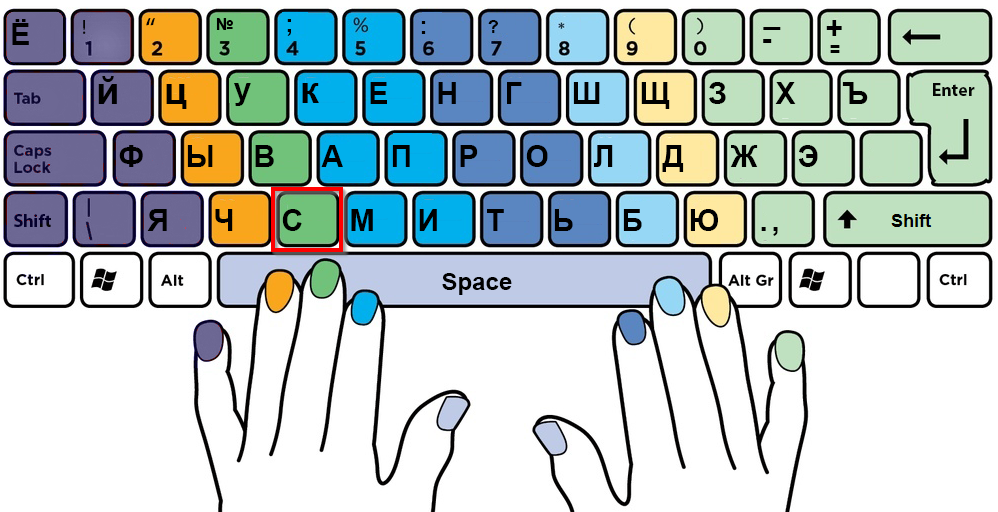 Ё ! 1 “ 2 № 3 ; 4 % 5 : 6 ? 7 * 8 ( 9 ) 0 — - + =
Tab Й Ц У К Е Н Г Ш Щ З Х Ъ Enter
Caps Lock Ф Ы В А П Р О Л Д Ж Э
Shift | \ Я Ч С М И Т Ь Б Ю . , Shift
Ctrl Alt Space Alt Gr Ctrl